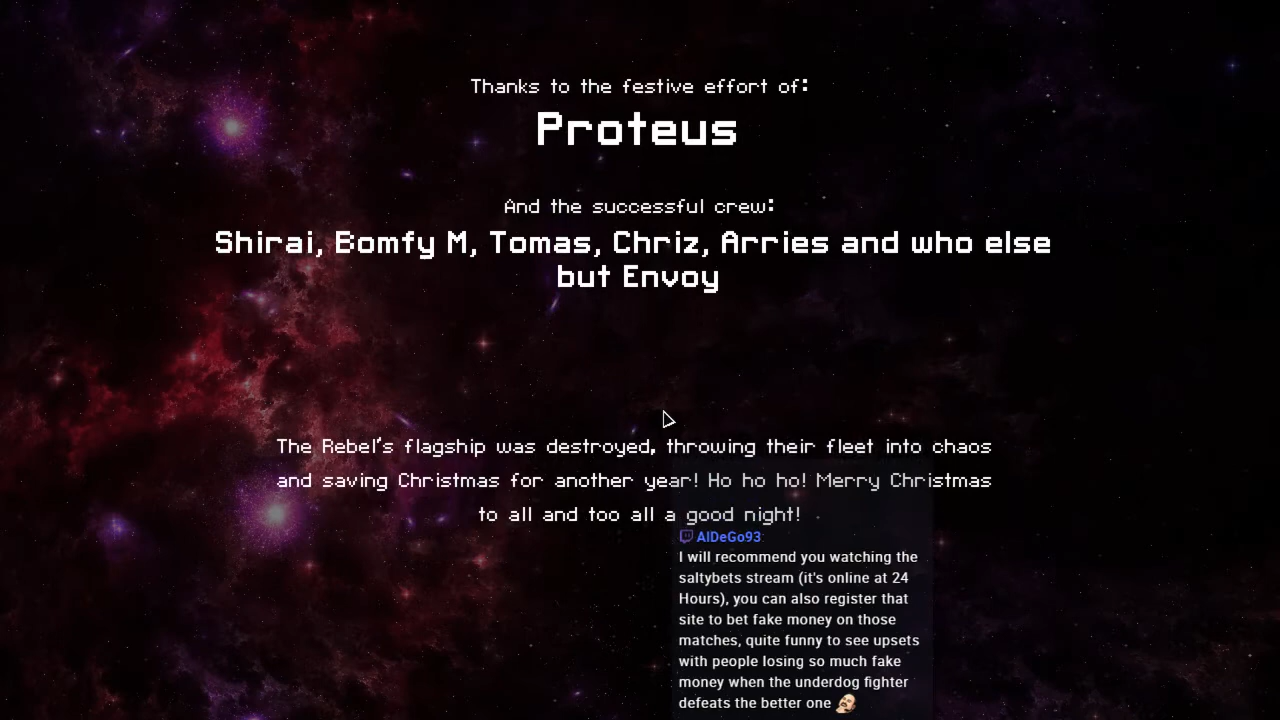 Thanks to the festive effort of:
Proteus
And the successful crew:
Shirai, Bomfy M, Tomas, Chriz, Arries and who else
but Envoy
The Rebel's flagship was destroyed, throwing their fleet into chaos
and saving Christmas for another year! Ho ho ho! Merry Christmas
to all and too all a good night!
AlDeGo93
I will recommend you watching the
saltybets stream (it's online at 24
Hours), you can also register that
site to bet fake money on those
matches, quite funny to see upsets
with people losing so much fake
money when the underdog fighter
defeats the better one